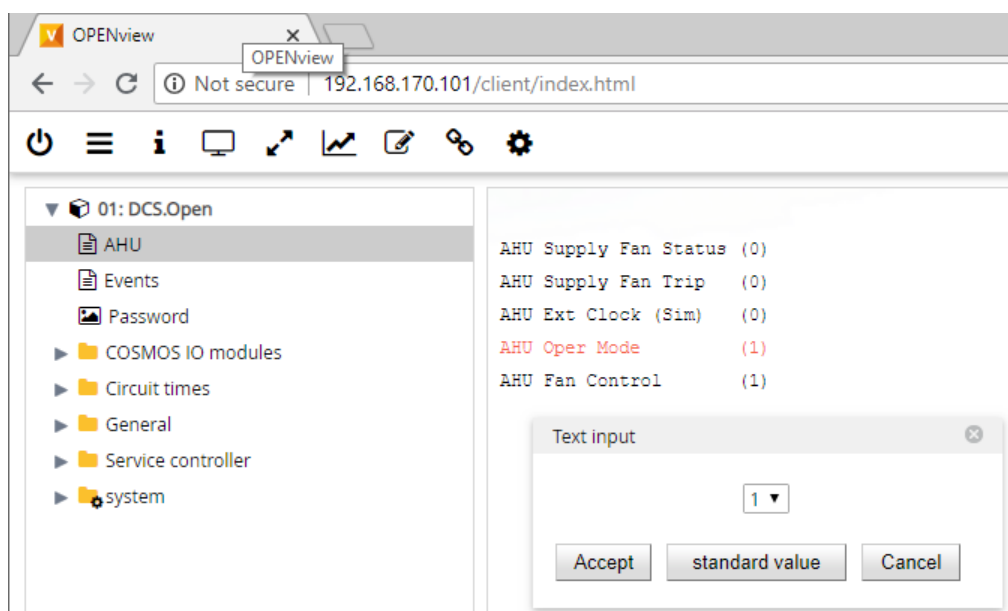 OPENview
OPENview
Not secure 192.168.170.101/client/index.html
01: DCS.Open
AHU
Events
Password
COSMOS IO modules
Circuit times
General
Service controller
system
AHU Supply Fan Status (0)
AHU Supply Fan Trip (0)
AHU Ext Clock (Sim) (0)
AHU Oper Mode (1)
AHU Fan Control (1)
Text input
1
Accept standard value Cancel